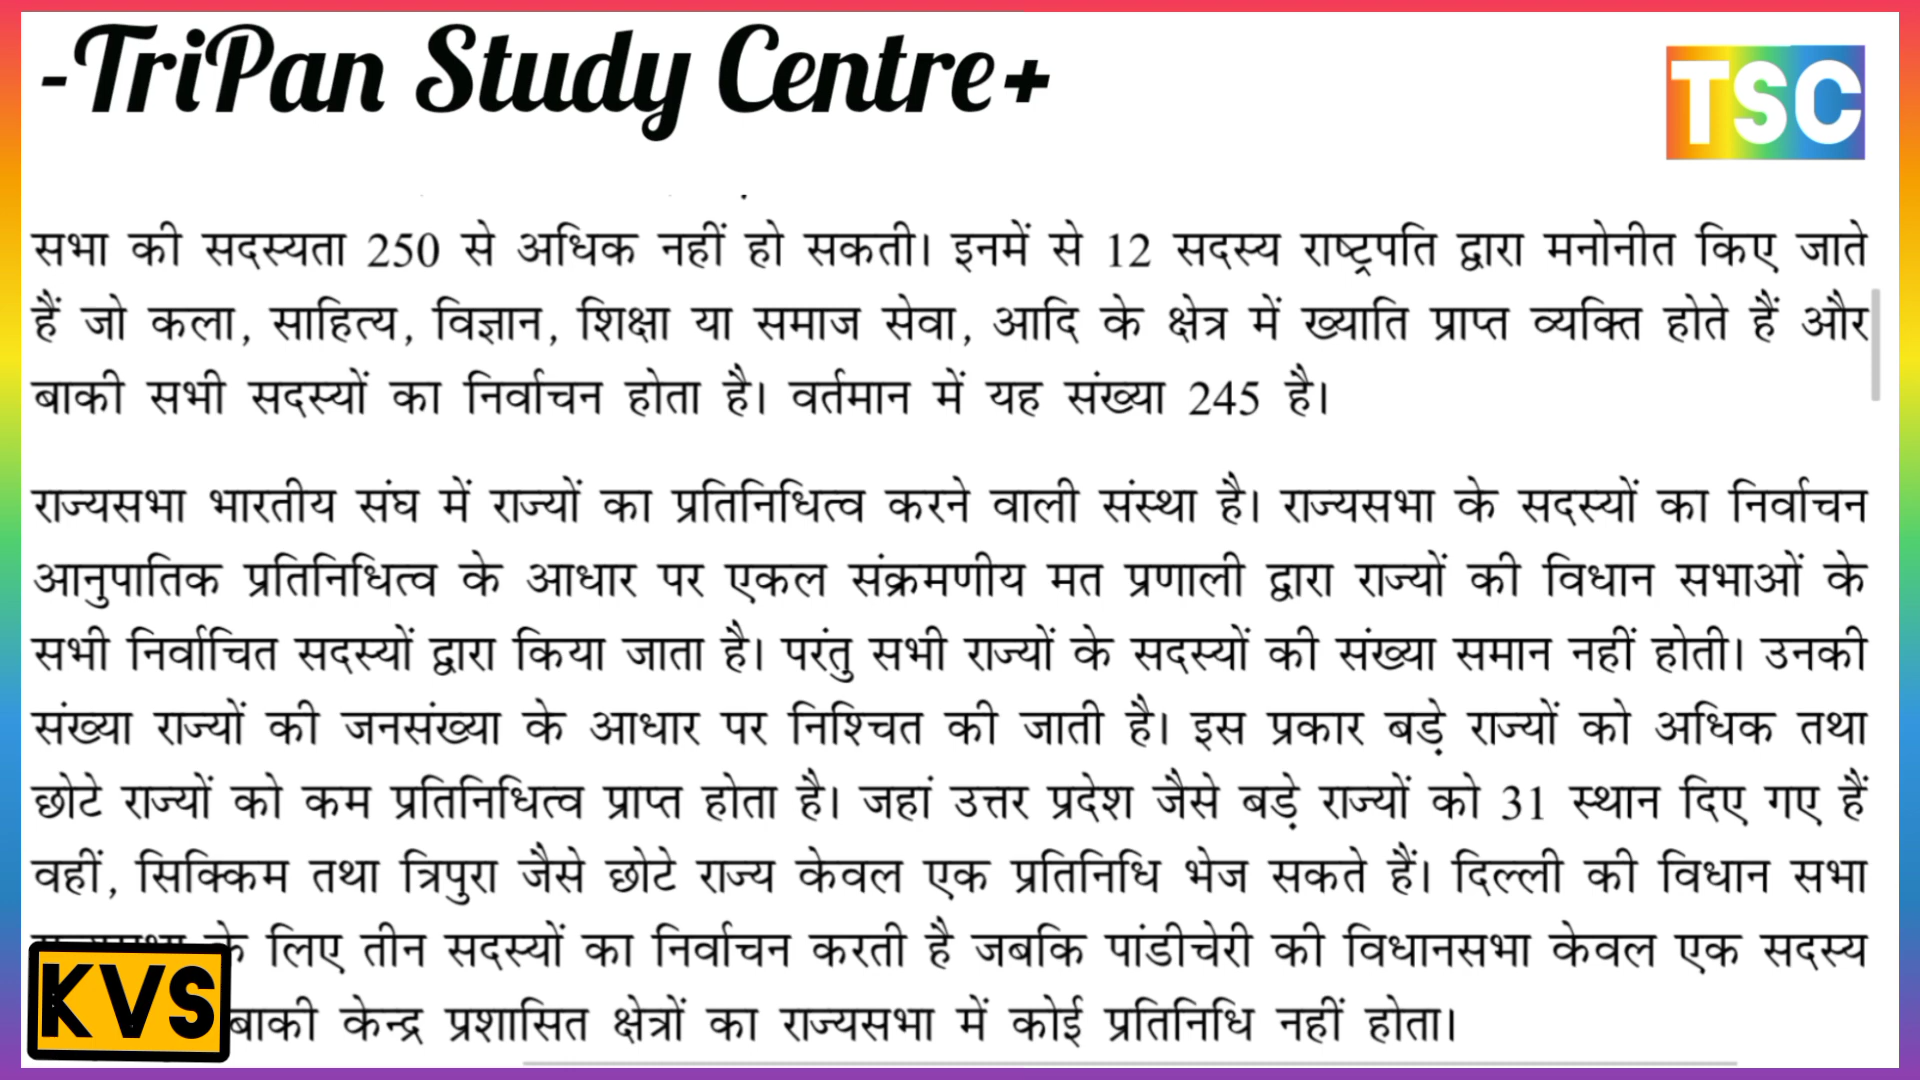 -TriPan Study Centre+
TSC
सभा की सदस्यता 250 से अधिक नहीं हो सकती। इनमें से 12 सदस्य राष्ट्रपति द्वारा मनोनीत किए जाते
हैं जो कला, साहित्य, विज्ञान, शिक्षा या समाज सेवा, आदि के क्षेत्र में ख्याति प्राप्त व्यक्ति होते हैं और
बाकी सभी सदस्यों का निर्वाचन होता है। वर्तमान में यह संख्या 245 है।
राज्यसभा भारतीय संघ में राज्यों का प्रतिनिधित्व करने वाली संस्था है। राज्यसभा के सदस्यों का निर्वाचन
आनुपातिक प्रतिनिधित्व के आधार पर एकल संक्रमणीय मत प्रणाली द्वारा राज्यों की विधान सभाओं के
सभी निर्वाचित सदस्यों द्वारा किया जाता है। परंतु सभी राज्यों के सदस्यों की संख्या समान नहीं होती। उनकी
संख्या राज्यों की जनसंख्या के आधार पर निश्चित की जाती है। इस प्रकार बड़े राज्यों को अधिक तथा
छोटे राज्यों को कम प्रतिनिधित्व प्राप्त होता है। जहां उत्तर प्रदेश जैसे बड़े राज्यों को 31 स्थान दिए गए हैं
वहीं, सिक्किम तथा त्रिपुरा जैसे छोटे राज्य केवल एक प्रतिनिधि भेज सकते हैं। दिल्ली की विधान सभा
के लिए तीन सदस्यों का निर्वाचन करती है जबकि पांडीचेरी की विधानसभा केवल एक सदस्य
बाकी केन्द्र प्रशासित क्षेत्रों का राज्यसभा में कोई प्रतिनिधि नहीं होता।
KVS